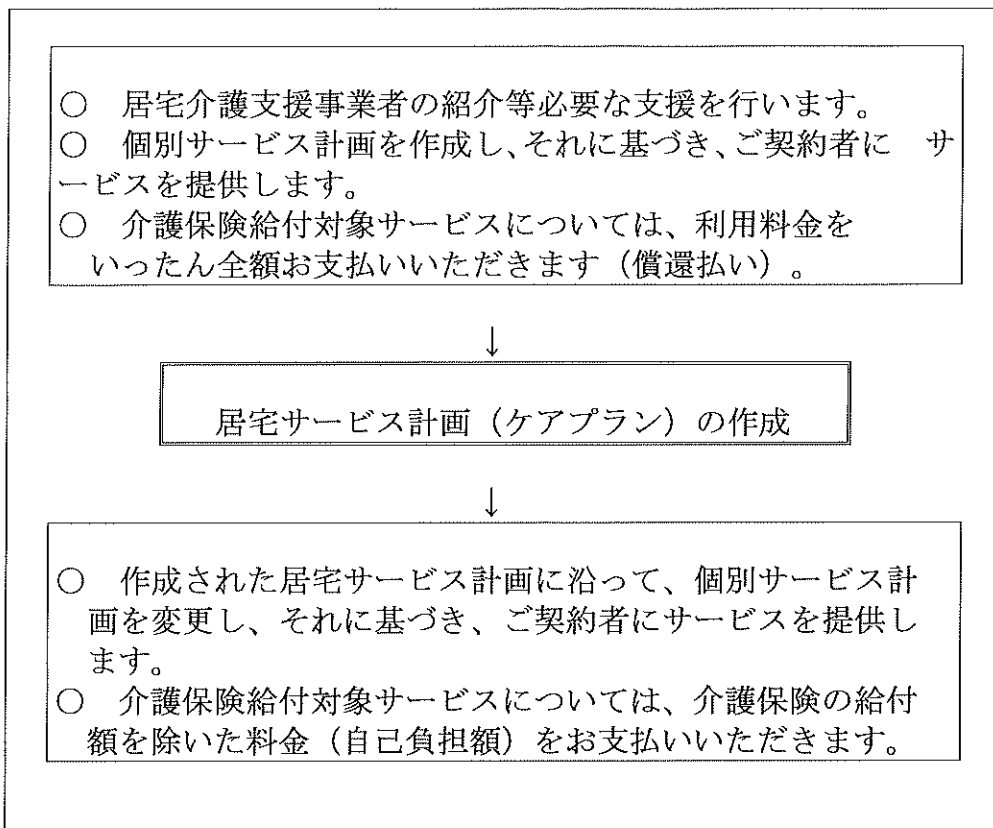 ○　居宅介護支援事業者の紹介等必要な支援を行います。
○　個別サービス計画を作成し、それに基づき、ご契約者に　サ
ービスを提供します。
○　介護保険給付対象サービスについては、利用料金を
いったん全額お支払いいただきます（償還払い）。
↓
居宅サービス計画（ケアプラン）の作成
↓
○　作成された居宅サービス計画に沿って、個別サービス計
画を変更し、それに基づき、ご契約者にサービスを提供し
ます。
○　介護保険給付対象サービスについては、介護保険の給付
額を除いた料金（自己負担額）をお支払いいただきます。